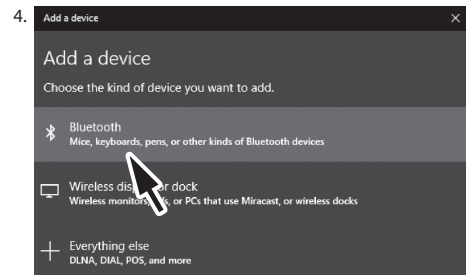 4.
Add a device
Add a device
Choose the kind of device you want to add.
Bluetooth
Mice, keyboards, pens, or other kinds of Bluetooth devices
Wireless or dock
Wireless monitors, or PCs that use Miracast, or wireless docks
Everything else
DLNA, DIAL, POS, and more